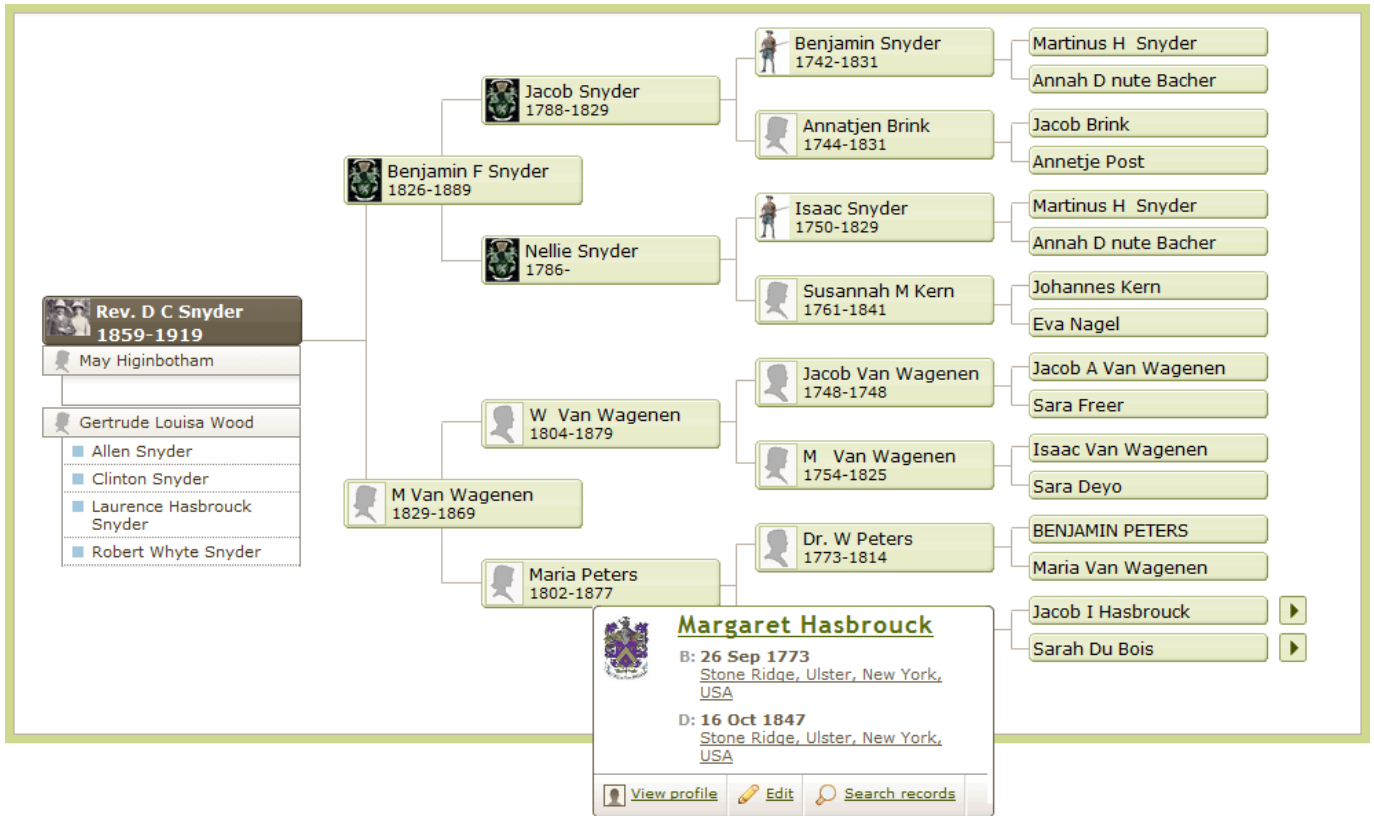 Rev. D C Snyder
1859-1919
May Higinbotham
Gertrude Louisa Wood
Allen Snyder
Clinton Snyder
Laurence Hasbrouck
Snyder
Robert Whyte Snyder
Benjamin F Snyder
1826-1889
M Van Wagenen
1829-1869
Jacob Snyder
1788-1829
Nellie Snyder
1786-
W Van Wagenen
1804-1879
Maria Peters
1802-1877
Benjamin Snyder
1742-1831
Annatjen Brink
1744-1831
Isaac Snyder
1750-1829
Susannah M Kern
1761-1841
Jacob Van Wagenen
1748-1748
M Van Wagenen
1754-1825
Dr. W Peters
1773-1814
Margaret Hasbrouck
B: 26 Sep 1773
Stone Ridge, Ulster, New York,
USA
D: 16 Oct 1847
Stone Ridge, Ulster, New York,
USA
View profile Edit Search records
Martinus H Snyder
Annah D nute Bacher
Jacob Brink
Annetje Post
Martinus H Snyder
Annah D nute Bacher
Johannes Kern
Eva Nagel
Jacob A Van Wagenen
Sara Freer
Isaac Van Wagenen
Sara Deyo
BENJAMIN PETERS
Maria Van Wagenen
Jacob I Hasbrouck
Sarah Du Bois